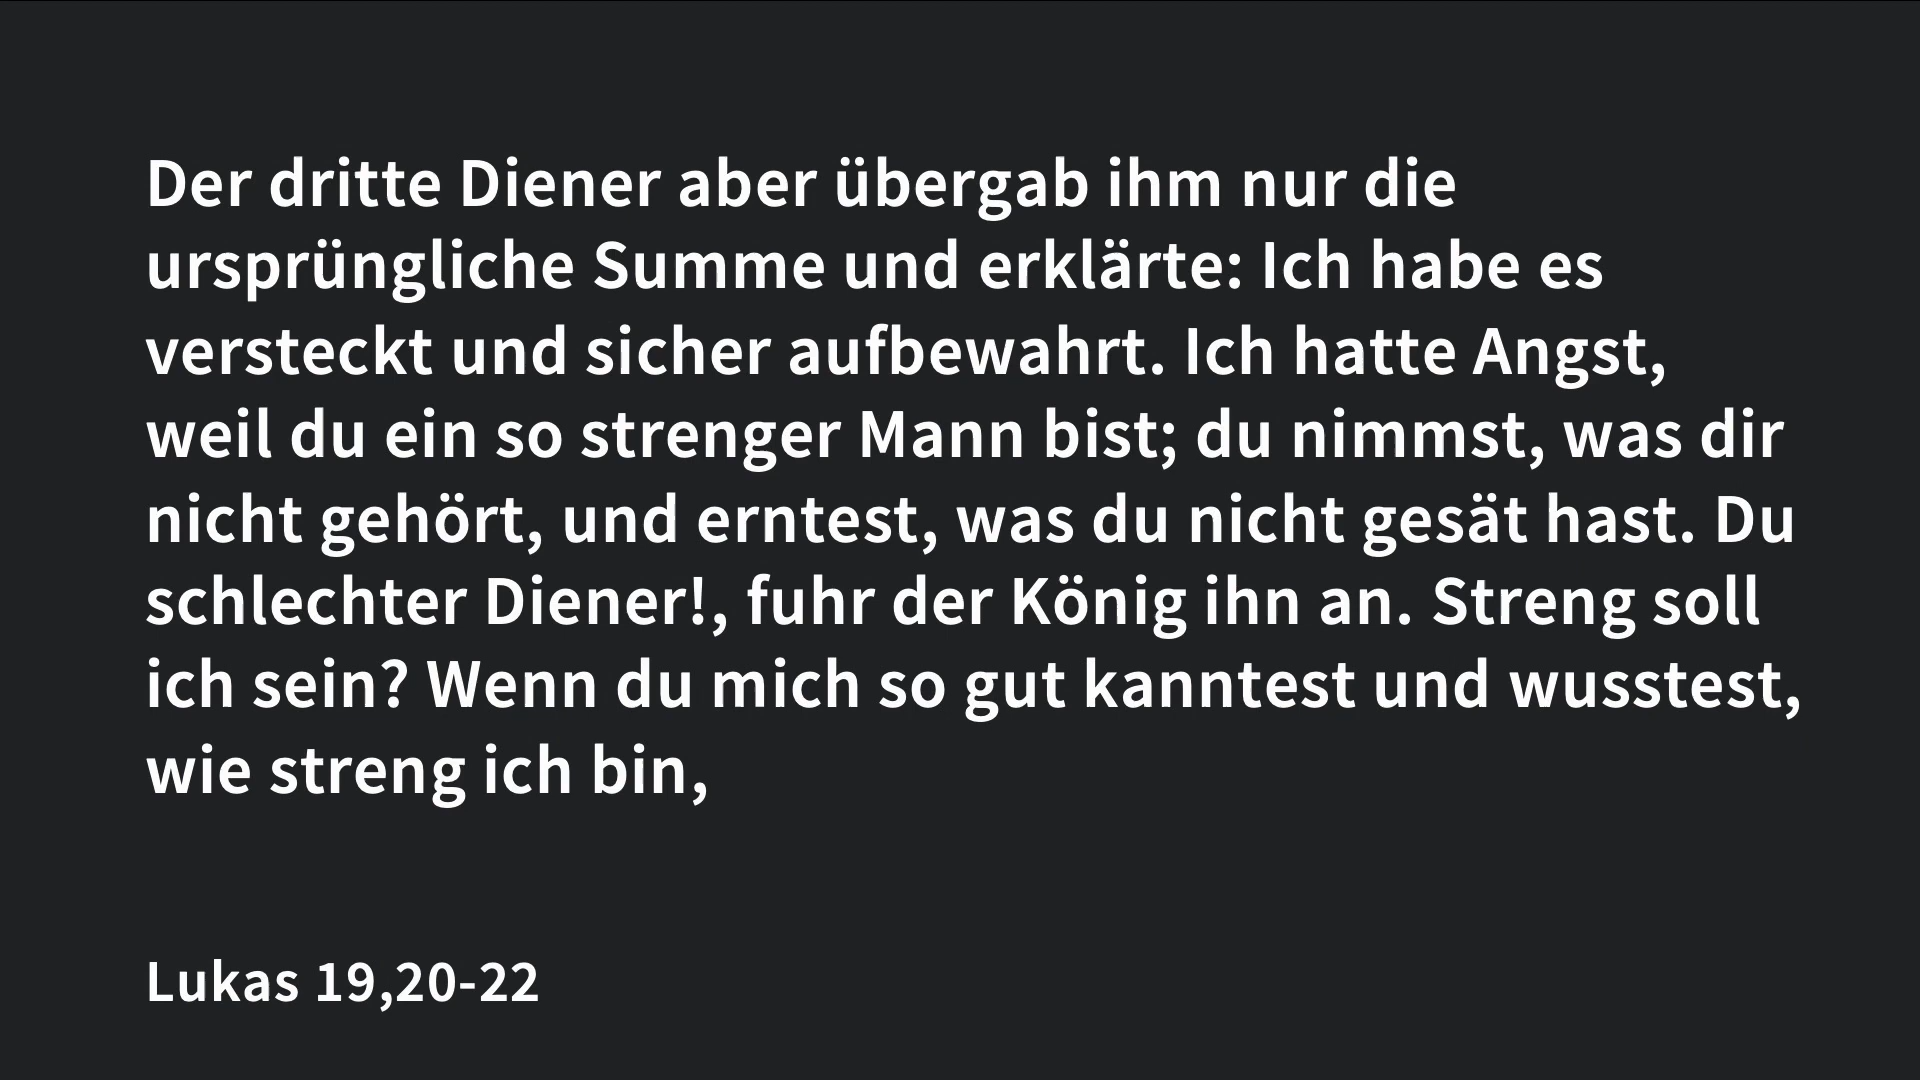 Der dritte Diener aber übergab ihm nur die
ursprüngliche Summe und erklärte: Ich habe es
versteckt und sicher aufbewahrt. Ich hatte Angst,
weil du ein so strenger Mann bist; du nimmst, was dir
nicht gehört, und erntest, was du nicht gesät hast. Du
schlechter Diener!, fuhr der König ihn an. Streng soll
ich sein? Wenn du mich so gut kanntest und wusstest,
wie streng ich bin,
Lukas 19,20-22